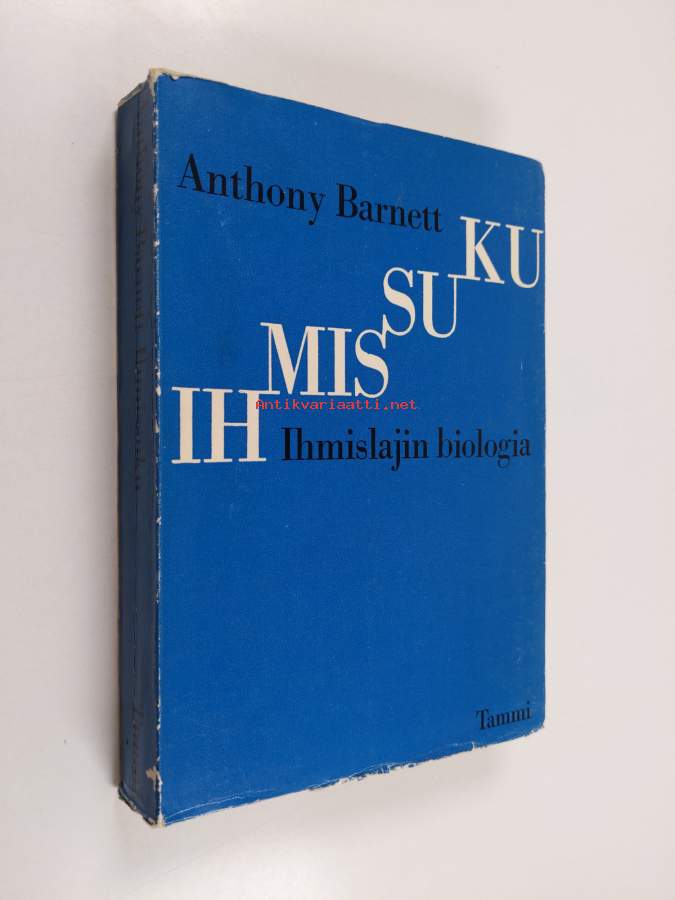 Anthony Barnett
KU
SU
MIS
IH
Antikvariaatti.net
Ihmislajin biologia
Tammi